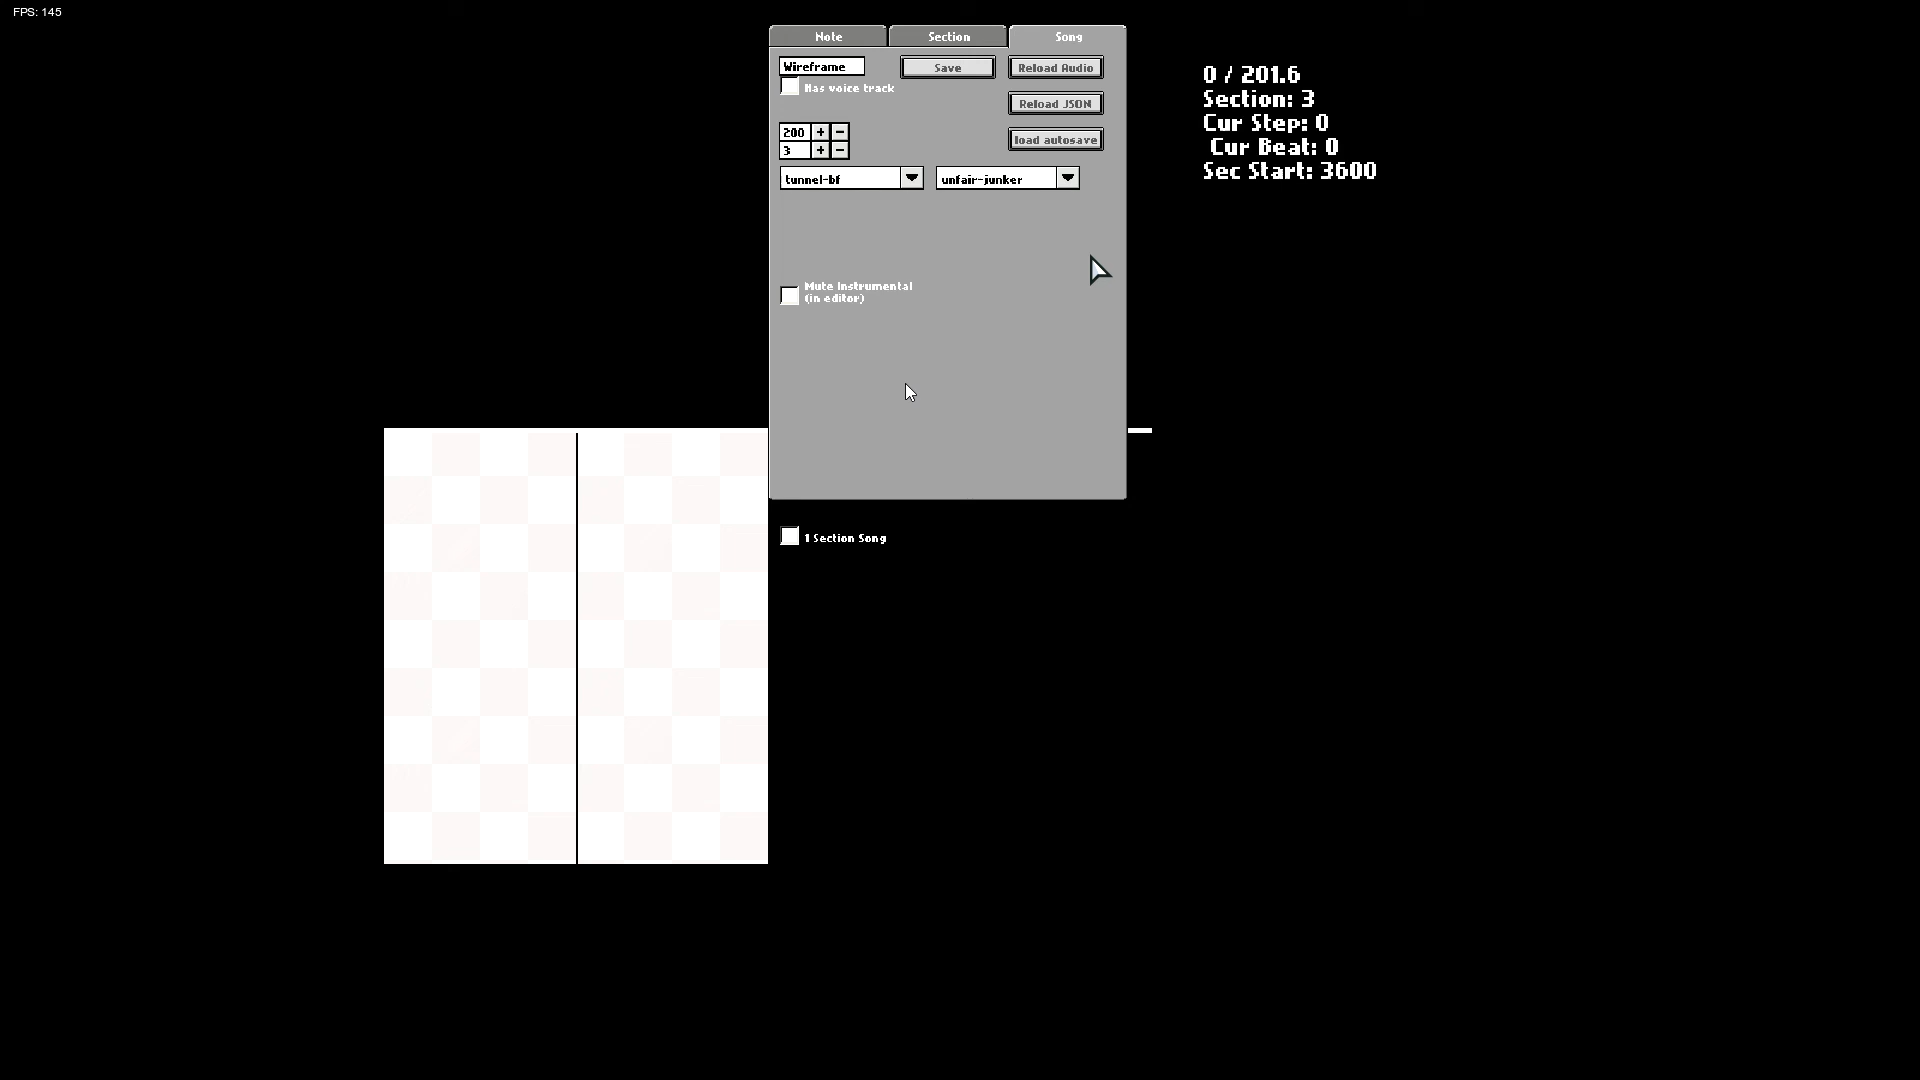 FPS: 145
Note Section Song
Wireframe Save Reload Audio
Has voice track
Reload JSON
200 + -
load autosave
3 + -
tunnel-bf unfair-junker
Mute Instrumental
(in editor)
1 Section Song
0 / 201.6
Section: 3
Cur Step: 0
Cur Beat: 0
Sec Start: 3600